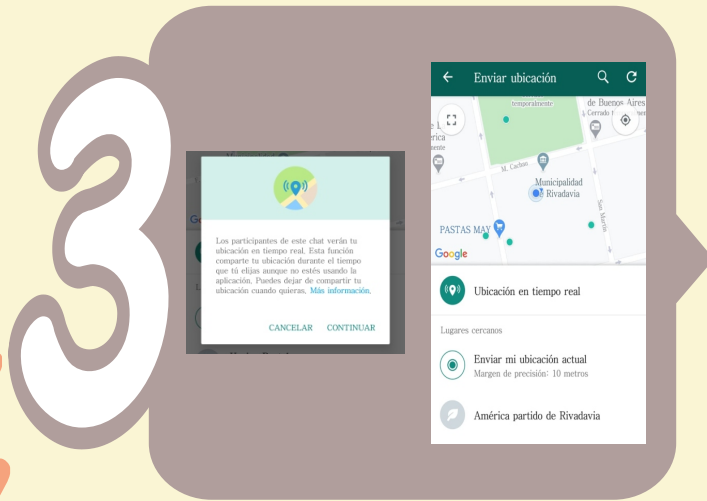 3
Los participantes de este chat verán tu
ubicación en tiempo real. Esta función
comparte tu ubicación durante el tiempo
que tú elijas aunque no estés usando la
aplicación. Puedes dejar de compartir tu
ubicación cuando quieras. Más información.
CANCELAR CONTINUAR
Enviar ubicación
temporalmente
de Buenos Aires
Cerrado
M. Cachau
Municipalidad
de Rivadavia
San Martín
PASTAS MAY
Google
Ubicación en tiempo real
Lugares cercanos
Enviar mi ubicación actual
Margen de precisión: 10 metros
América partido de Rivadavia